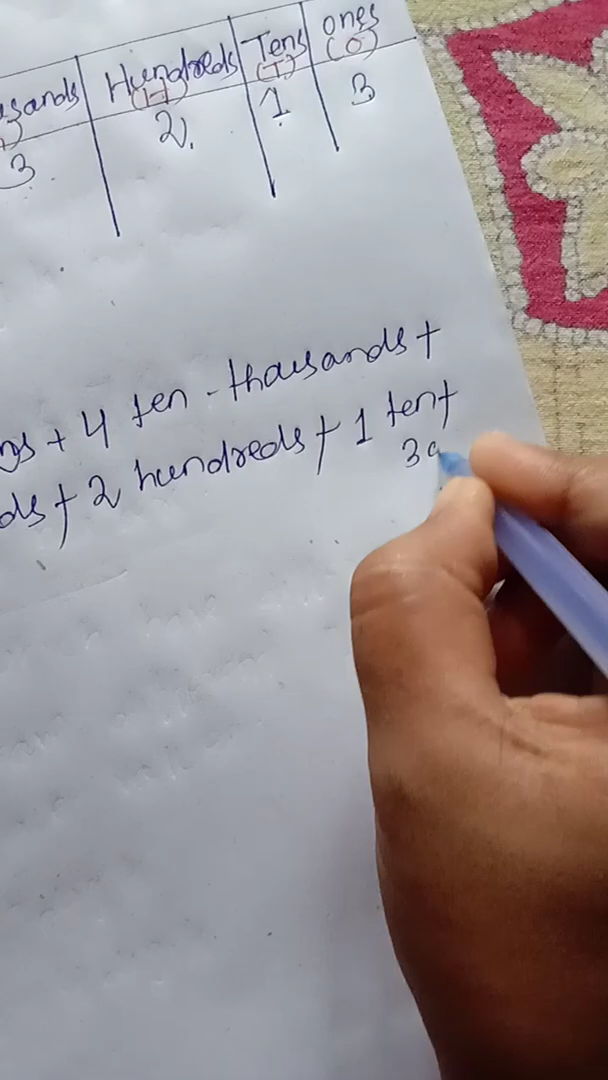 Hundreds Tens ones
(H) (T) (O)
3 2 1 3
+ 4 ten - thousands +
+ 2 hundreds + 1 ten +
3